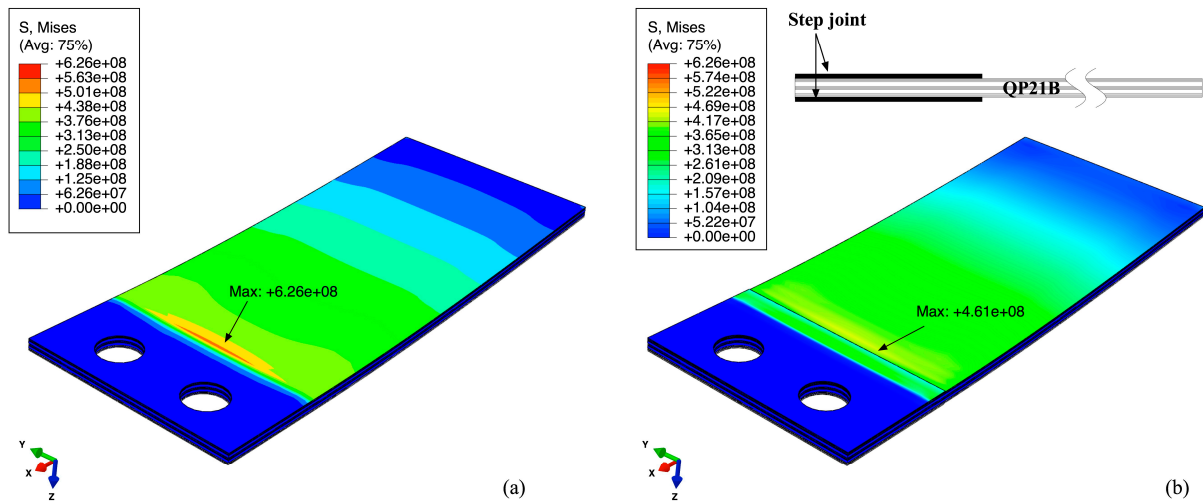 S, Mises
(Avg: 75%)
+6.26e+08
+5.63e+08
+5.01e+08
+4.38e+08
+3.76e+08
+3.13e+08
+2.50e+08
+1.88e+08
+1.25e+08
+6.26e+07
+0.00e+00
Max: +6.26e+08
Y
X
Z
(a)
S, Mises
(Avg: 75%)
+6.26e+08
+5.74e+08
+5.22e+08
+4.69e+08
+4.17e+08
+3.65e+08
+3.13e+08
+2.61e+08
+2.09e+08
+1.57e+08
+1.04e+08
+5.22e+07
+0.00e+00
Step joint
QP21B
Max: +4.61e+08
Y
X
Z
(b)